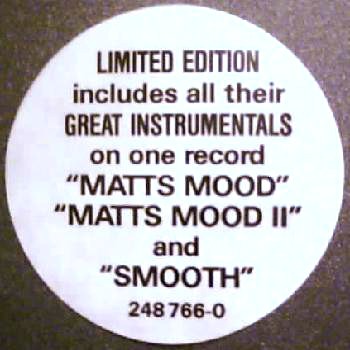 LIMITED EDITION
includes all their
GREAT INSTRUMENTALS
on one record
"MATTS MOOD"
"MATTS MOOD II"
and
"SMOOTH"
248 766-0